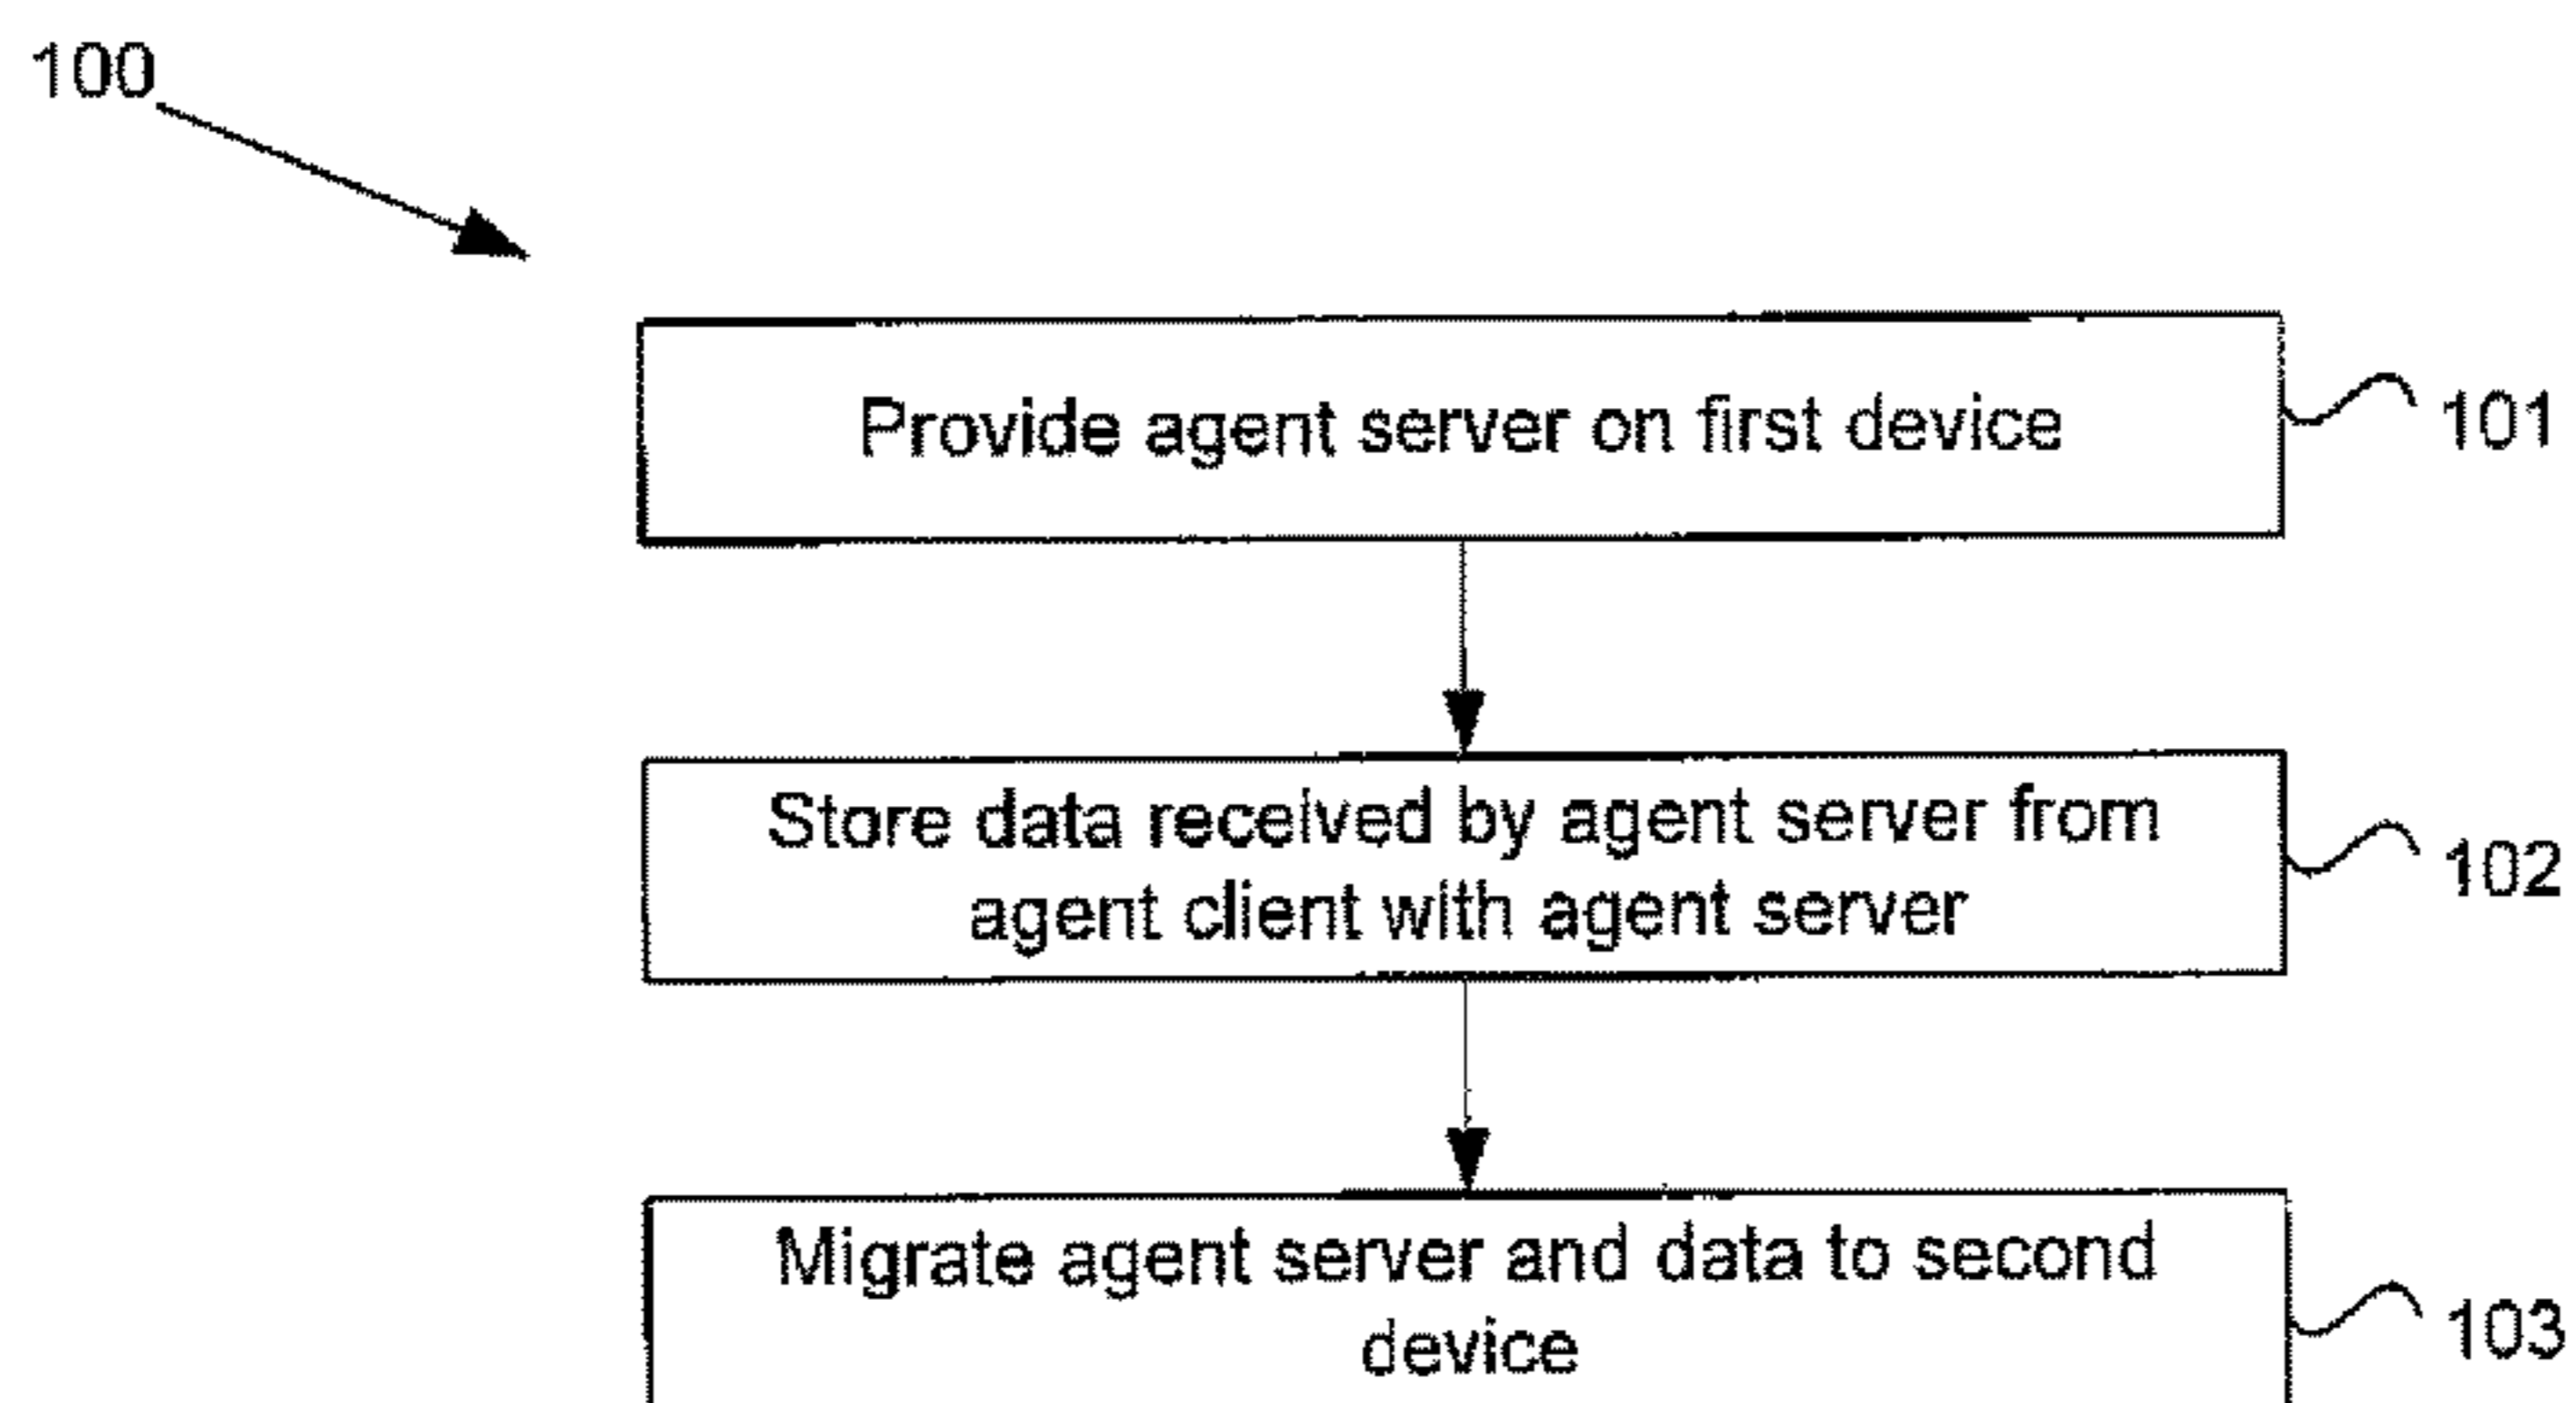 100
Provide agent server on first device
101
Store data received by agent server from
agent client with agent server
102
Migrate agent server and data to second
device
103